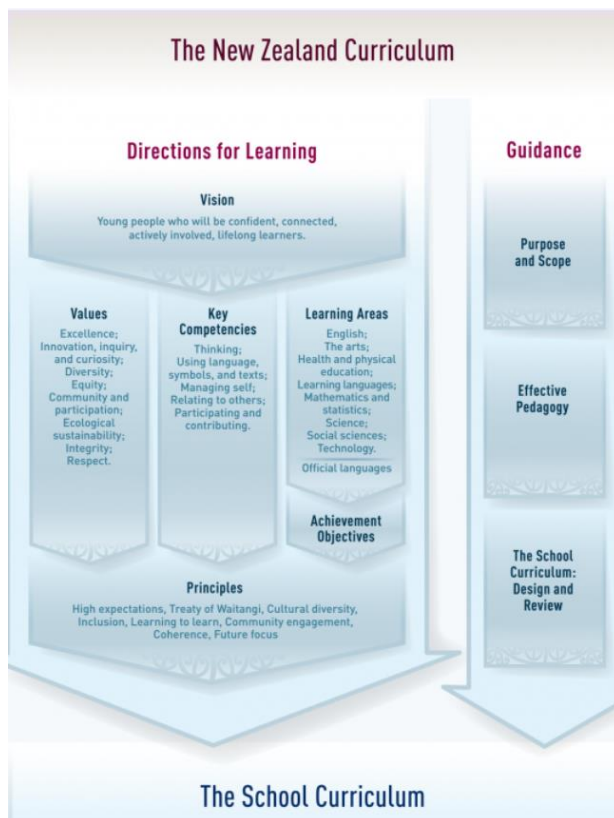 The New Zealand Curriculum
Directions for Learning
Vision
Young people who will be confident, connected,
actively involved, lifelong learners.
Values
Excellence;
Innovation, inquiry,
and curiosity;
Diversity;
Equity;
Community and
participation;
Ecological
sustainability;
Integrity;
Respect.
Key
Competencies
Thinking;
Using language,
symbols, and texts;
Managing self;
Relating to others;
Participating and
contributing.
Learning Areas
English;
The arts;
Health and physical
education;
Learning languages;
Mathematics and
statistics;
Science;
Social sciences;
Technology.
Official languages
Achievement
Objectives
Principles
High expectations, Treaty of Waitangi, Cultural diversity,
Inclusion, Learning to learn, Community engagement,
Coherence, Future focus
Guidance
Purpose
and Scope
Effective
Pedagogy
The School
Curriculum:
Design and
Review
The School Curriculum